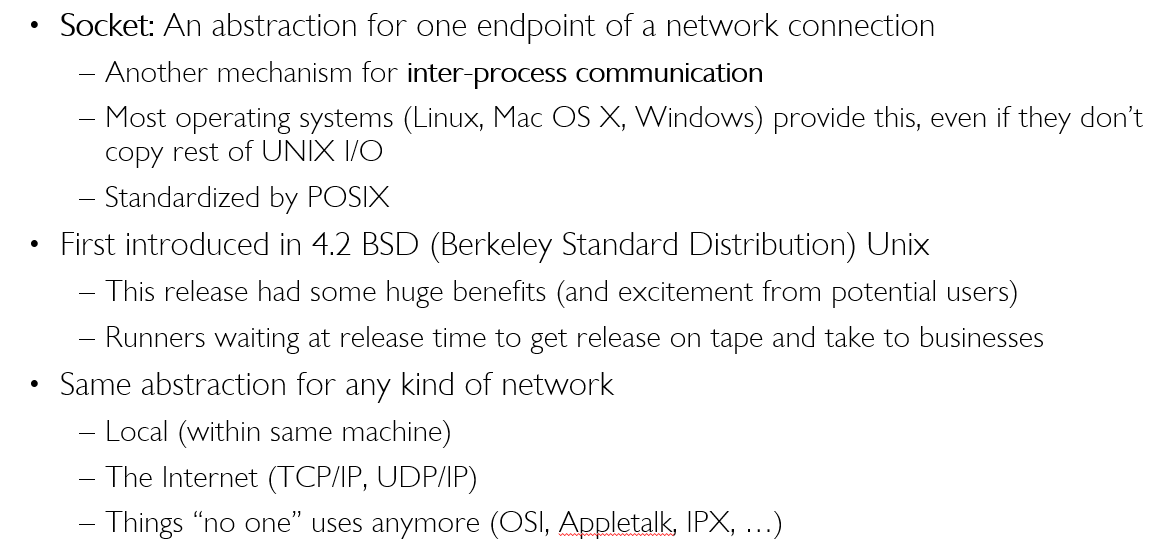 • Socket: An abstraction for one endpoint of a network connection
– Another mechanism for inter-process communication
– Most operating systems (Linux, Mac OS X, Windows) provide this, even if they don’t
copy rest of UNIX I/O
– Standardized by POSIX
• First introduced in 4.2 BSD (Berkeley Standard Distribution) Unix
– This release had some huge benefits (and excitement from potential users)
– Runners waiting at release time to get release on tape and take to businesses
• Same abstraction for any kind of network
– Local (within same machine)
– The Internet (TCP/IP, UDP/IP)
– Things “no one” uses anymore (OSI, Appletalk, IPX, …)